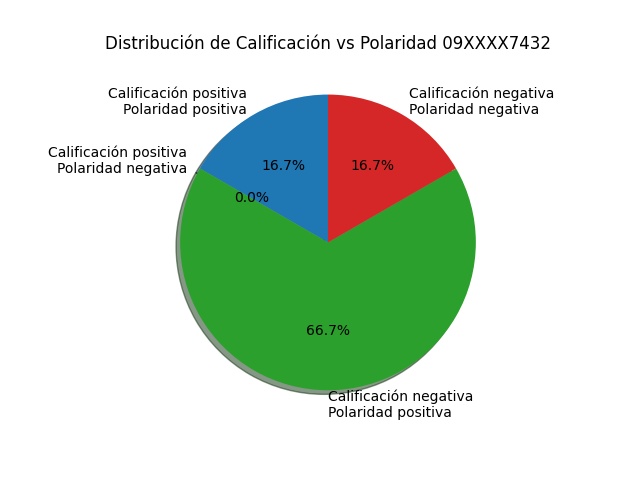 Distribución de Calificación vs Polaridad 09XXXX7432
Calificación positiva
Polaridad positiva
Calificación negativa
Polaridad negativa
Calificación positiva
Polaridad negativa
16.7%
16.7%
0.0%
66.7%
Calificación negativa
Polaridad positiva